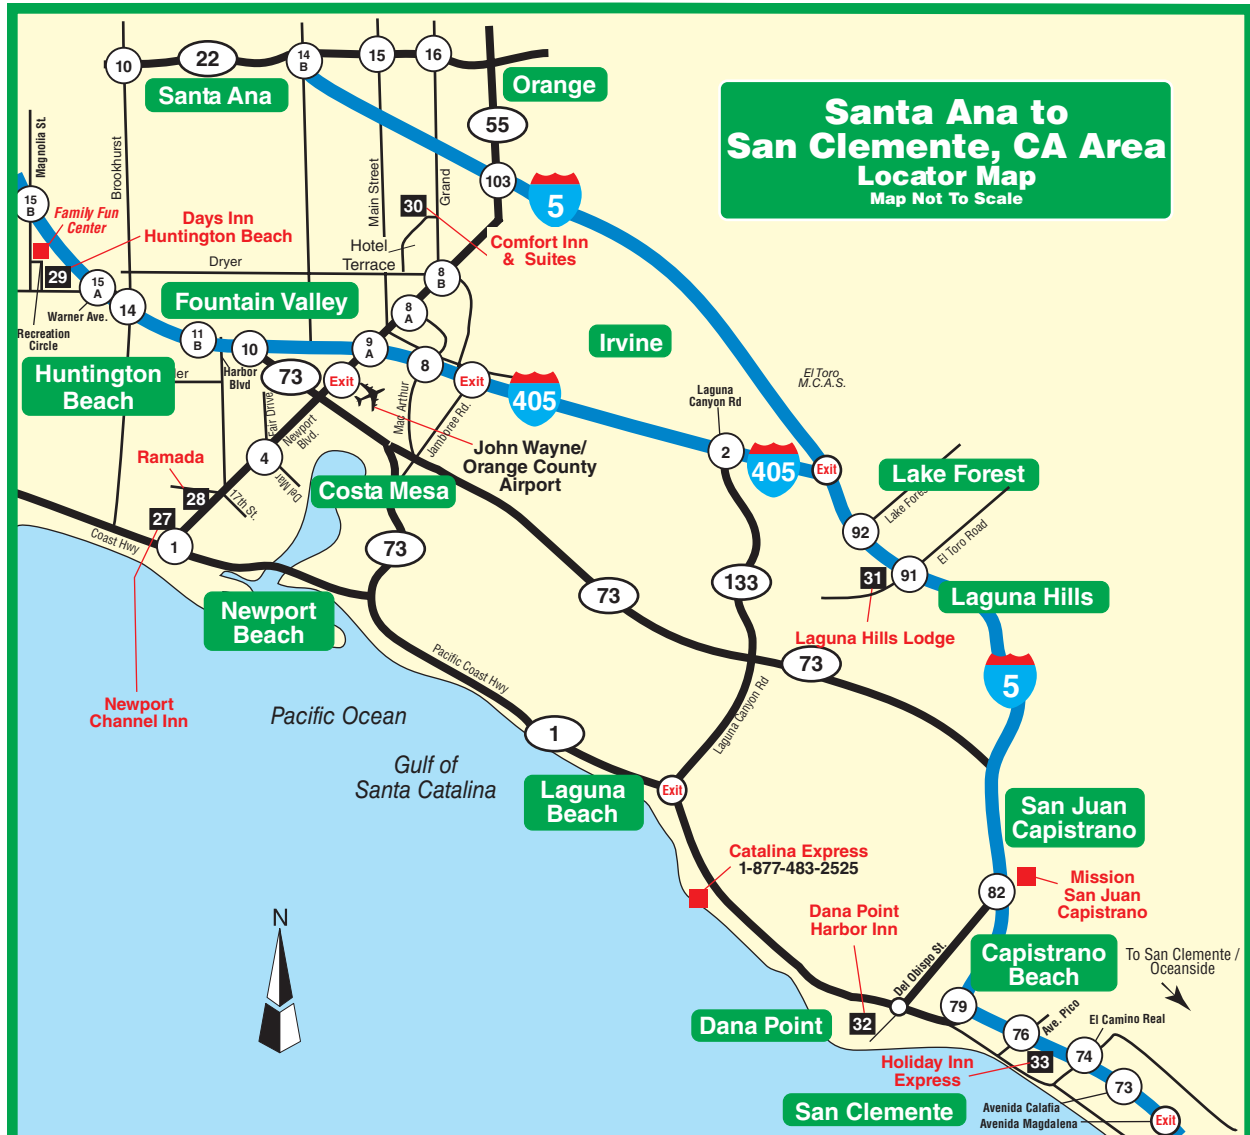 Santa Ana to
San Clemente, CA Area
Locator Map
Map Not To Scale
10
22
14
B
15
16
Santa Ana
Orange
55
103
5
Magnolia St.
Brookhurst
Main Street
Grand
15
B
Family Fun
Center
Days Inn
Huntington Beach
29
30
Comfort Inn
& Suites
Hotel
Terrace
Dryer
8
B
15
A
14
Warner Ave.
Fountain Valley
8
A
Recreation
Circle
11
B
10
9
A
8
Exit
405
Irvine
Huntington
Beach
er
Harbor
Blvd
73
Exit
Fair Drive
Newport
Blvd.
Mac Arthur
Jamboree Rd.
El Toro
M.C.A.S.
Laguna
Canyon Rd
2
405
Exit
John Wayne/
Orange County
Airport
Ramada
4
Del Mar
28
17th St.
27
1
Coast Hwy
Costa Mesa
73
Lake Forest
Lake Forest
92
El Toro Road
91
31
Laguna Hills
Laguna Hills Lodge
133
73
73
5
Newport
Beach
Pacific Coast Hwy
Laguna Canyon Rd
Newport
Channel Inn
Pacific Ocean
Gulf of
Santa Catalina
1
Exit
Laguna
Beach
San Juan
Capistrano
Catalina Express
1-877-483-2525
82
Mission
San Juan
Capistrano
Dana Point
Harbor Inn
N
Del Obispo St.
Capistrano
Beach
To San Clemente /
Oceanside
Dana Point
32
79
76
Ave. Pico
El Camino Real
33
74
Holiday Inn
Express
73
San Clemente
Avenida Calafia
Avenida Magdalena
Exit